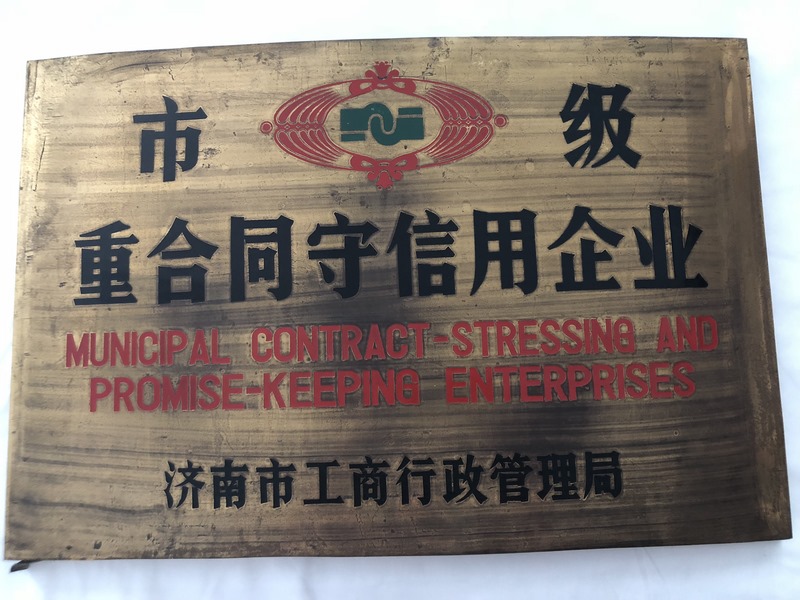 市 级
重合同守信用企业
MUNICIPAL CONTRACT-STRESSING AND
PROMISE-KEEPING ENTERPRISES
济南市工商行政管理局